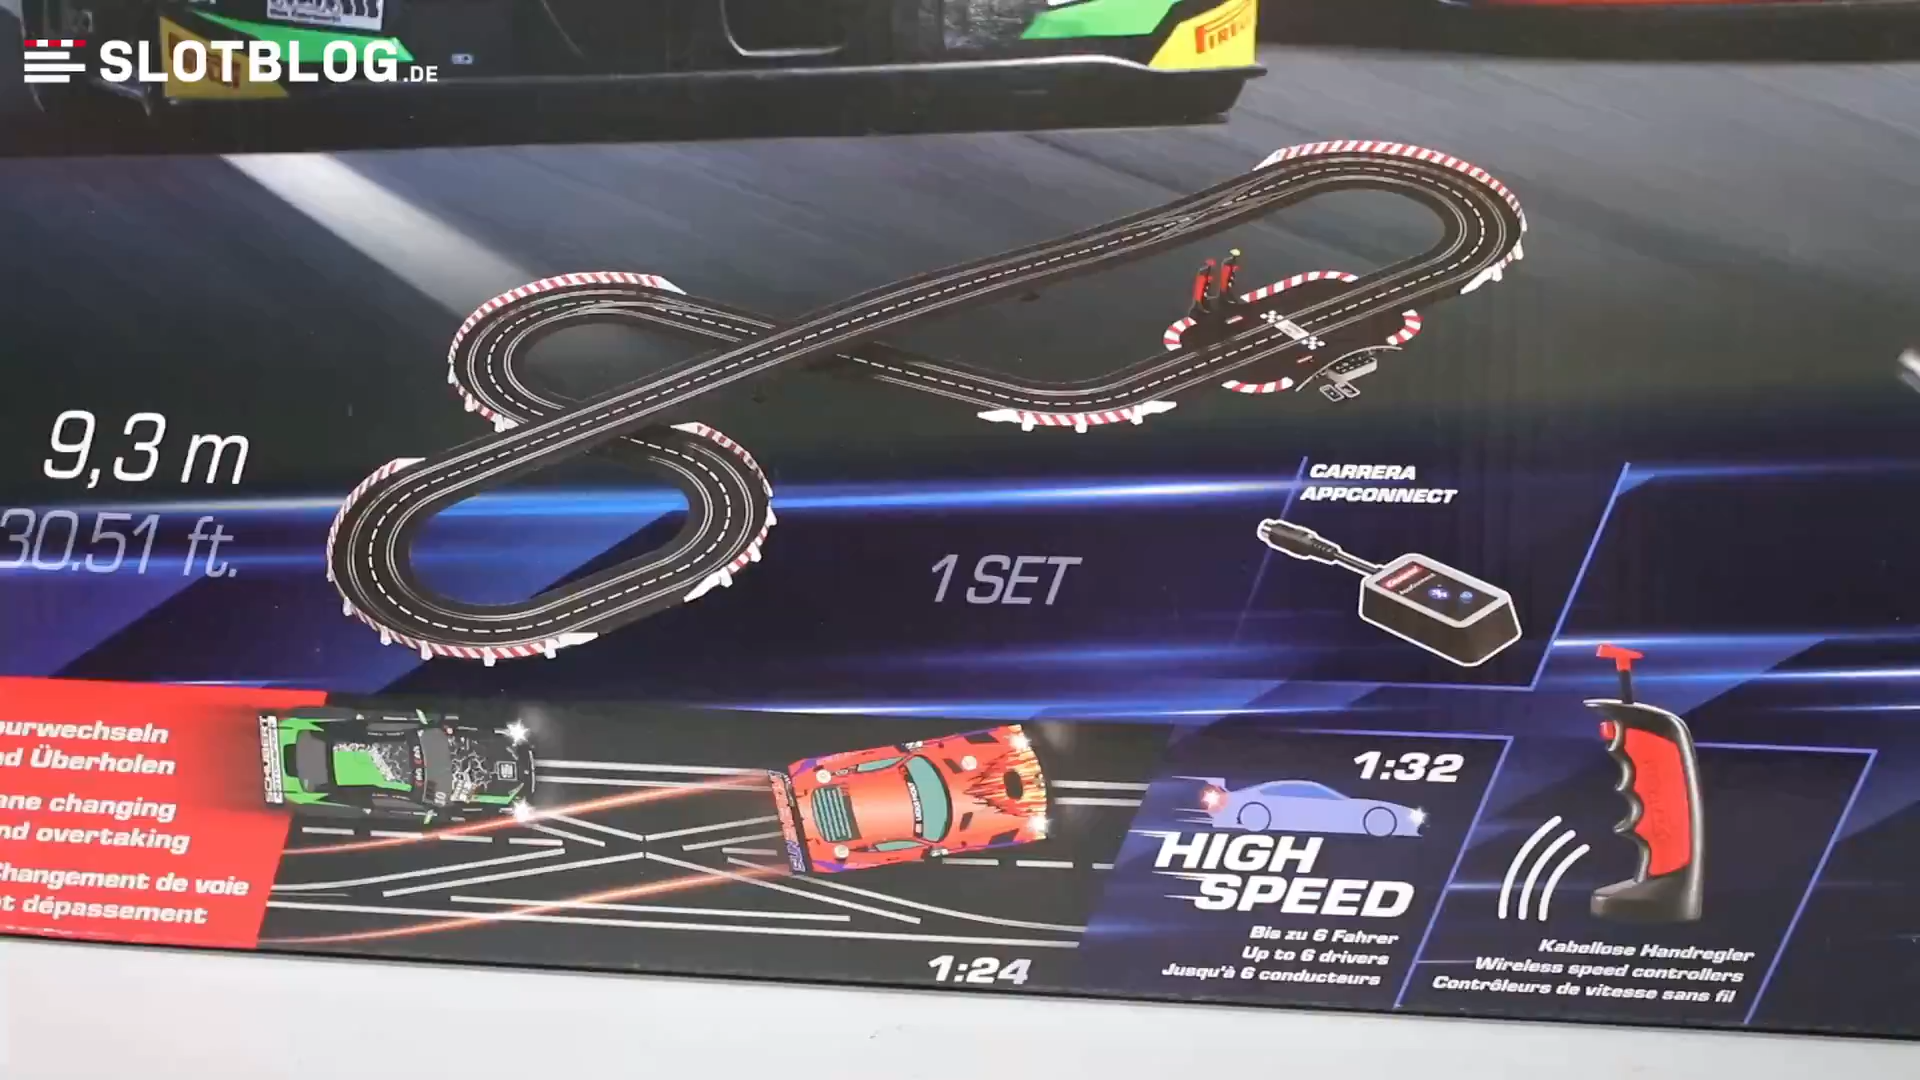 SLOTBLOG.DE
PIRELLI
9,3 m
30.51 ft.
1 SET
CARRERA
APPCONNECT
urwechseln
d Überholen
ane changing
nd overtaking
hangement de voie
t dépassement
1:24
1:32
HIGH
SPEED
Bis zu 6 Fahrer
Up to 6 drivers
Jusqu'à 6 conducteurs
Kabellose Handregler
Wireless speed controllers
Contrôleurs de vitesse sans fil